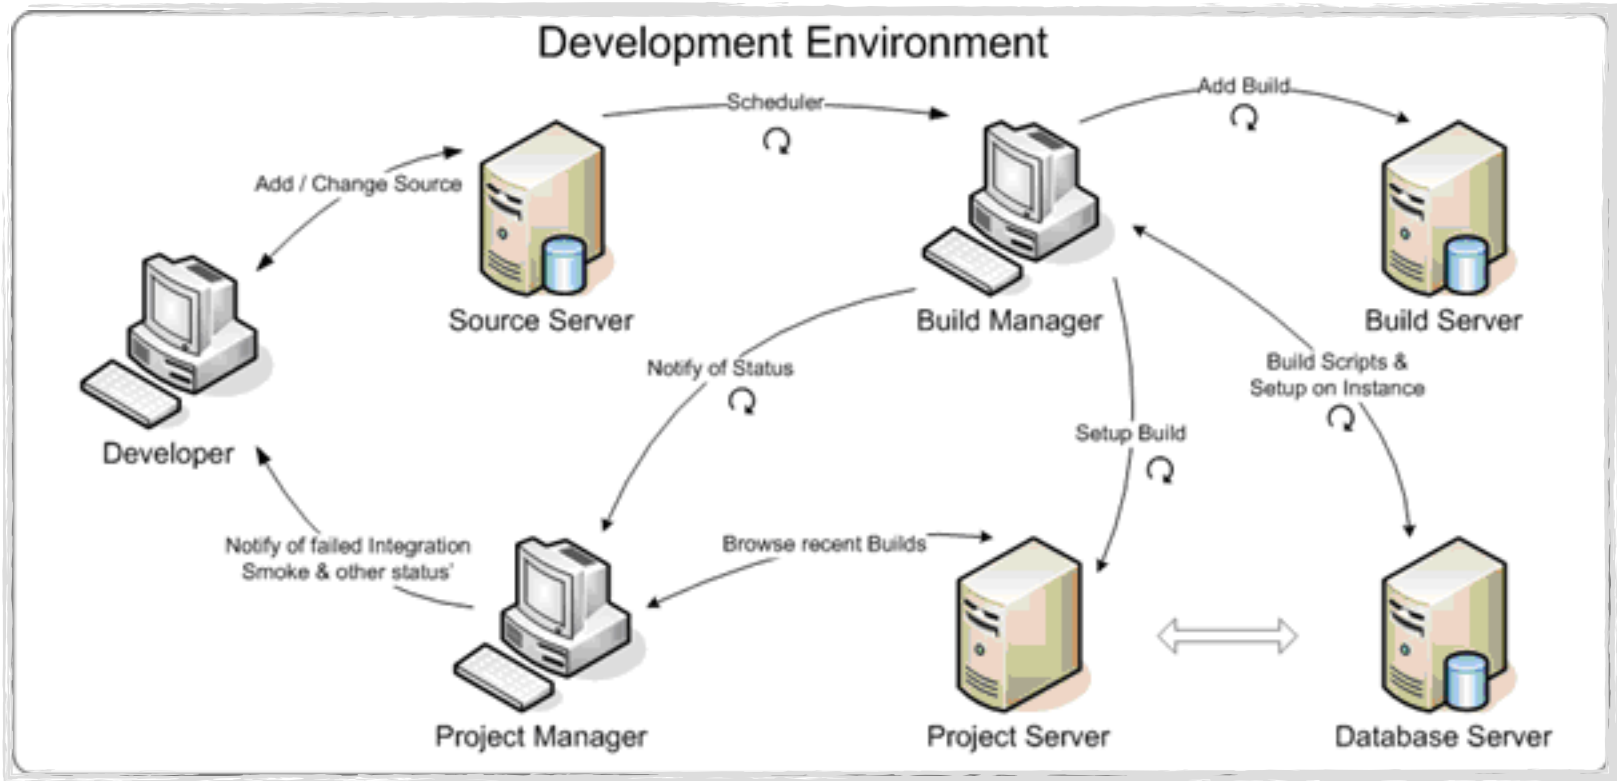 Development Environment
Scheduler
Add Build
Add / Change Source
Source Server
Build Manager
Build Server
Notify of Status
Build Scripts &
Setup on Instance
Developer
Setup Build
Notify of failed Integration
Smoke & other status'
Browse recent Builds
Project Manager
Project Server
Database Server